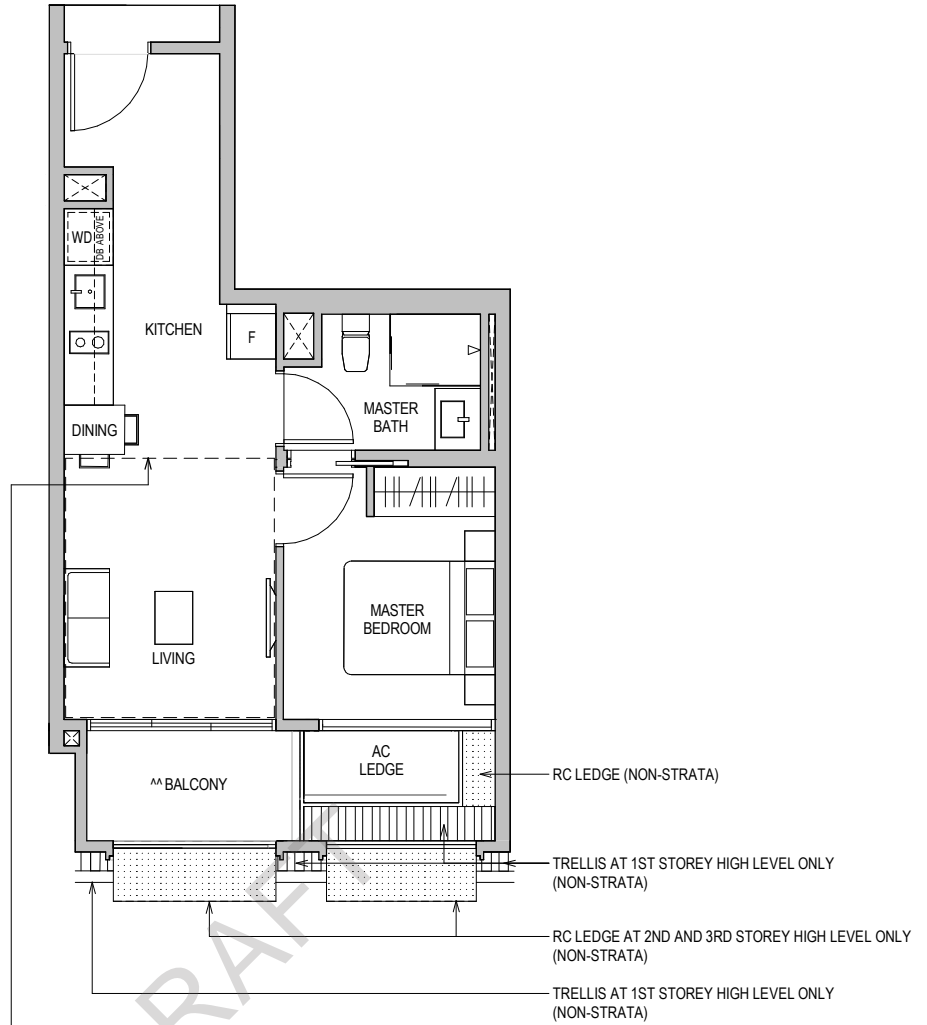 WD
DB ABOVE
KITCHEN
F
MASTER
BATH
DINING
MASTER
BEDROOM
LIVING
AC
LEDGE
^^ BALCONY
RC LEDGE (NON-STRATA)
TRELLIS AT 1ST STOREY HIGH LEVEL ONLY
(NON-STRATA)
RC LEDGE AT 2ND AND 3RD STOREY HIGH LEVEL ONLY
(NON-STRATA)
TRELLIS AT 1ST STOREY HIGH LEVEL ONLY
(NON-STRATA)
RAFT